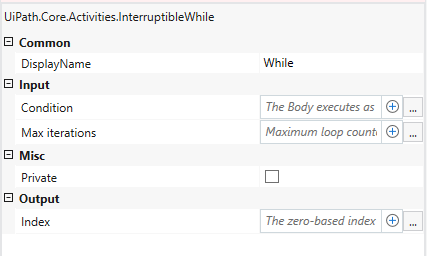 UiPath.Core.Activities.InterruptibleWhile
Common
DisplayName While
Input
Condition The Body executes as ...
Max iterations Maximum loop count ...
Misc
Private
Output
Index The zero-based index ...